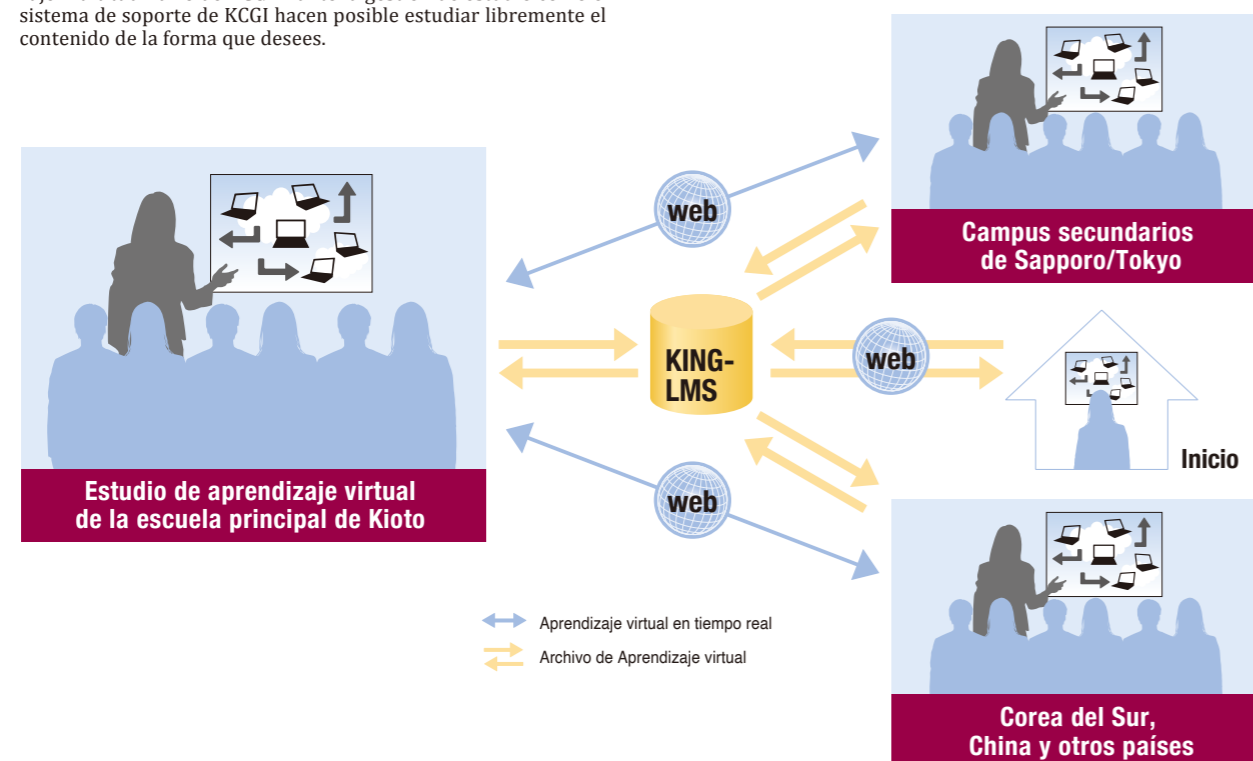 sistema de soporte de KCGI hacen posible estudiar libremente el
contenido de la forma que desees.
web
Campus secundarios
de Sapporo/Tokyo
KING-
LMS
web
Inicio
Estudio de aprendizaje virtual
de la escuela principal de Kioto
web
Aprendizaje virtual en tiempo real
Archivo de Aprendizaje virtual
Corea del Sur,
China y otros países